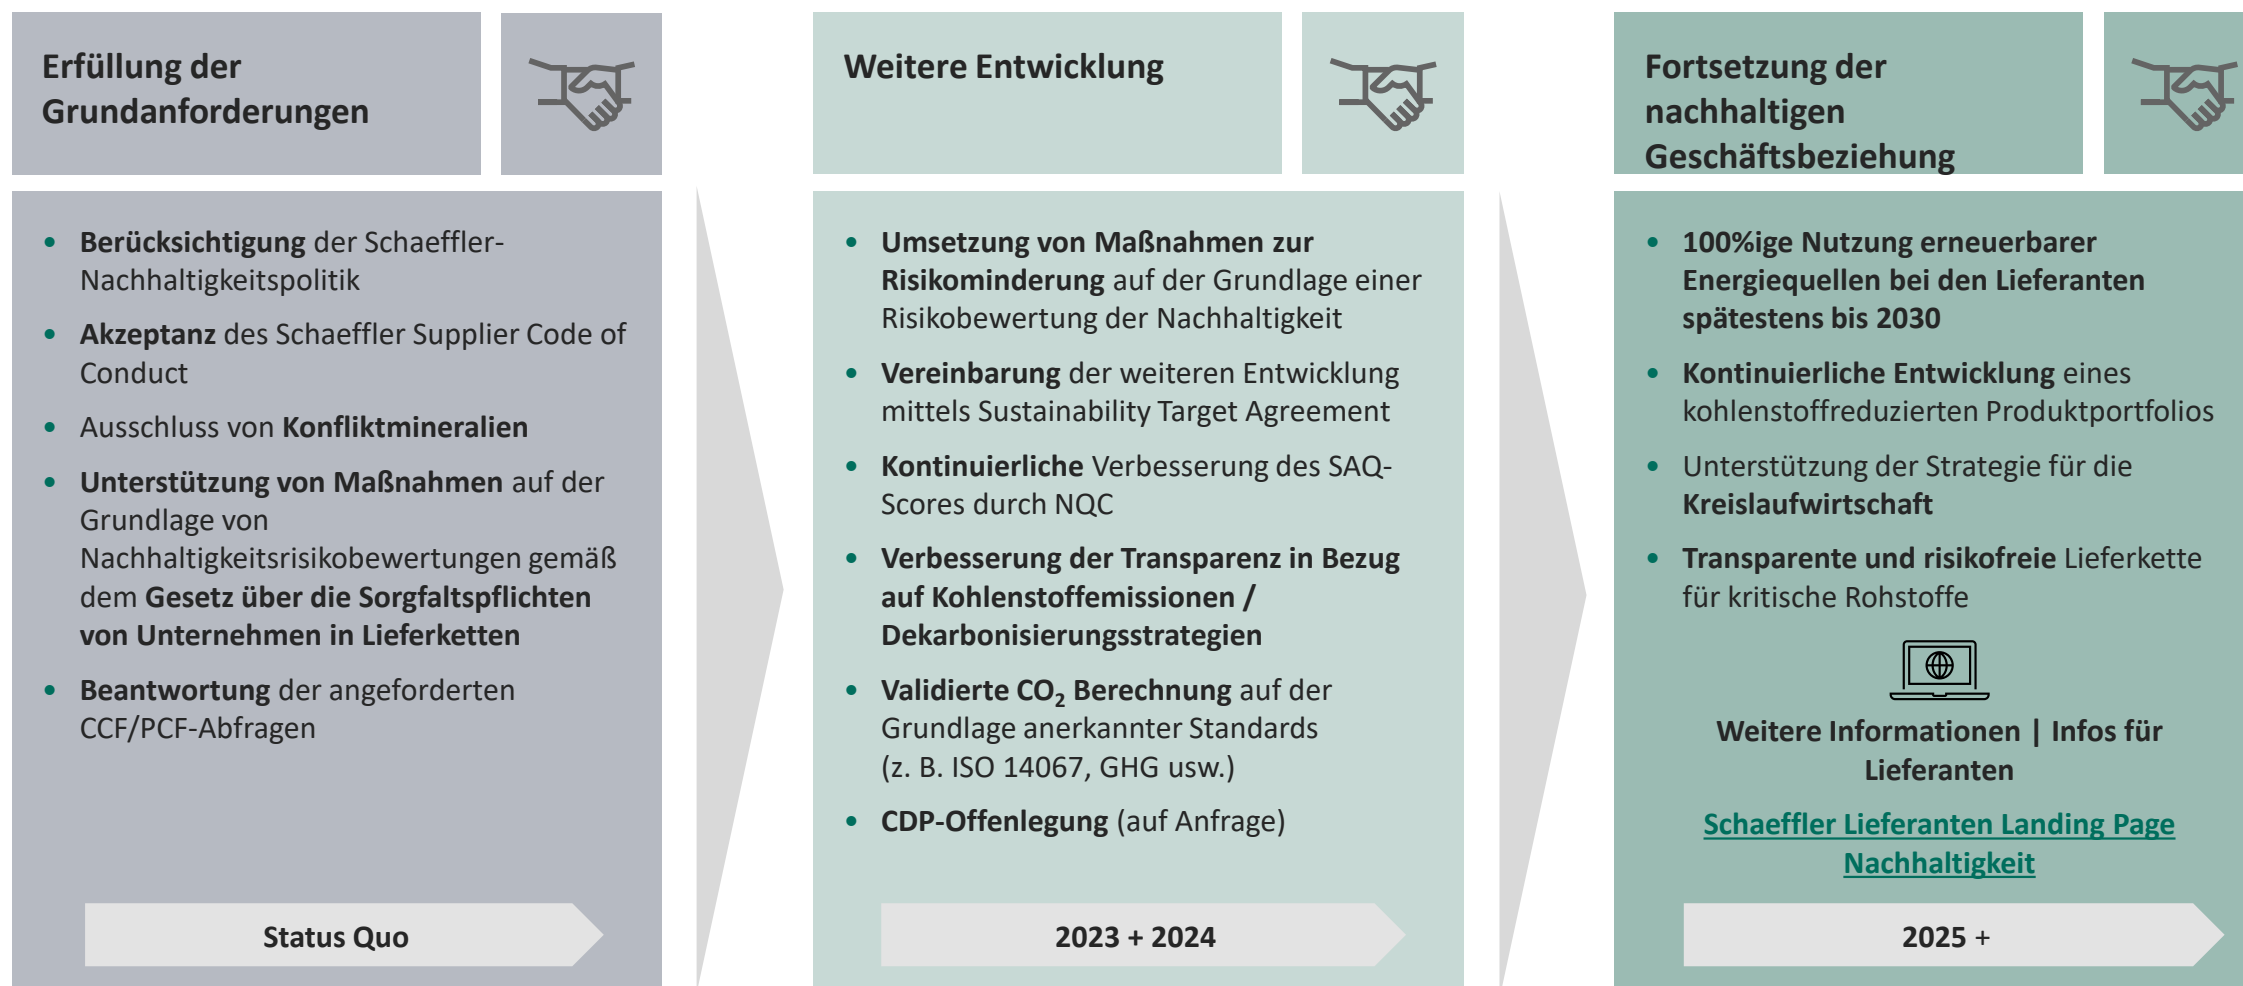 Erfüllung der
Grundanforderungen
• Berücksichtigung der Schaeffler-
Nachhaltigkeitspolitik
• Akzeptanz des Schaeffler Supplier Code of
Conduct
• Ausschluss von Konfliktmineralien
• Unterstützung von Maßnahmen auf der
Grundlage von
Nachhaltigkeitsrisikobewertungen gemäß
dem Gesetz über die Sorgfaltspflichten
von Unternehmen in Lieferketten
• Beantwortung der angeforderten
CCF/PCF-Abfragen
Status Quo
Weitere Entwicklung
• Umsetzung von Maßnahmen zur
Risikominderung auf der Grundlage einer
Risikobewertung der Nachhaltigkeit
• Vereinbarung der weiteren Entwicklung
mittels Sustainability Target Agreement
• Kontinuierliche Verbesserung des SAQ-
Scores durch NQC
• Verbesserung der Transparenz in Bezug
auf Kohlenstoffemissionen /
Dekarbonisierungsstrategien
• Validierte CO₂ Berechnung auf der
Grundlage anerkannter Standards
(z. B. ISO 14067, GHG usw.)
• CDP-Offenlegung (auf Anfrage)
2023 + 2024
Fortsetzung der
nachhaltigen
Geschäftsbeziehung
• 100%ige Nutzung erneuerbarer
Energiequellen bei den Lieferanten
spätestens bis 2030
• Kontinuierliche Entwicklung eines
kohlenstoffreduzierten Produktportfolios
• Unterstützung der Strategie für die
Kreislaufwirtschaft
• Transparente und risikofreie Lieferkette
für kritische Rohstoffe
Weitere Informationen | Infos für
Lieferanten
Schaeffler Lieferanten Landing Page
Nachhaltigkeit
2025 +